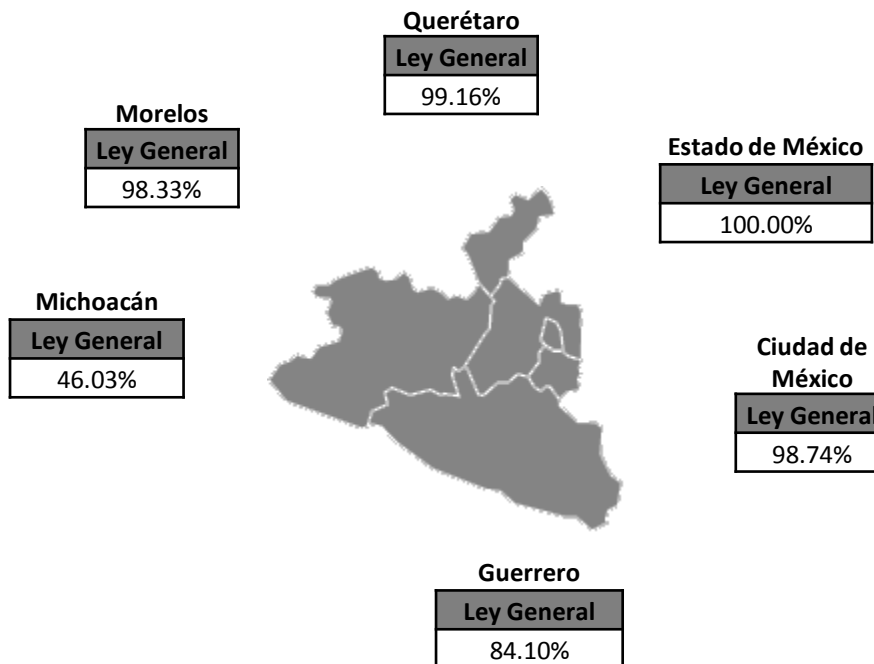 Querétaro
Ley General
99.16%
Morelos
Ley General
98.33%
Estado de México
Ley General
100.00%
Michoacán
Ley General
46.03%
Ciudad de
México
Ley General
98.74%
Guerrero
Ley General
84.10%